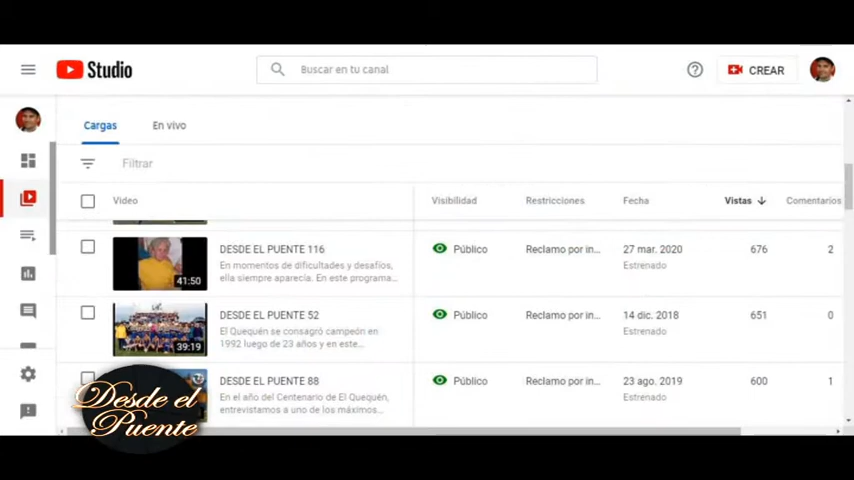 Studio
Buscar en tu canal
CREAR
Cargas
En vivo
Filtrar
Video
Visibilidad
Restricciones
Fecha
Vistas
Comentarios
DESDE EL PUENTE 116
En momentos de dificultades y desafíos,
ella siempre aparecía. En este programa...
41:50
Público
Reclamo por in...
27 mar. 2020
Estrenado
676
2
DESDE EL PUENTE 52
El Quequén se consagró campeón en
1992 luego de 23 años y en este...
39:19
Público
Reclamo por in...
14 dic. 2018
Estrenado
651
0
DESDE EL PUENTE 88
En el año del Centenario de El Quequén,
entrevistamos a uno de los máximos...
Público
Reclamo por in...
23 ago. 2019
Estrenado
600
1
Desde el
Puente